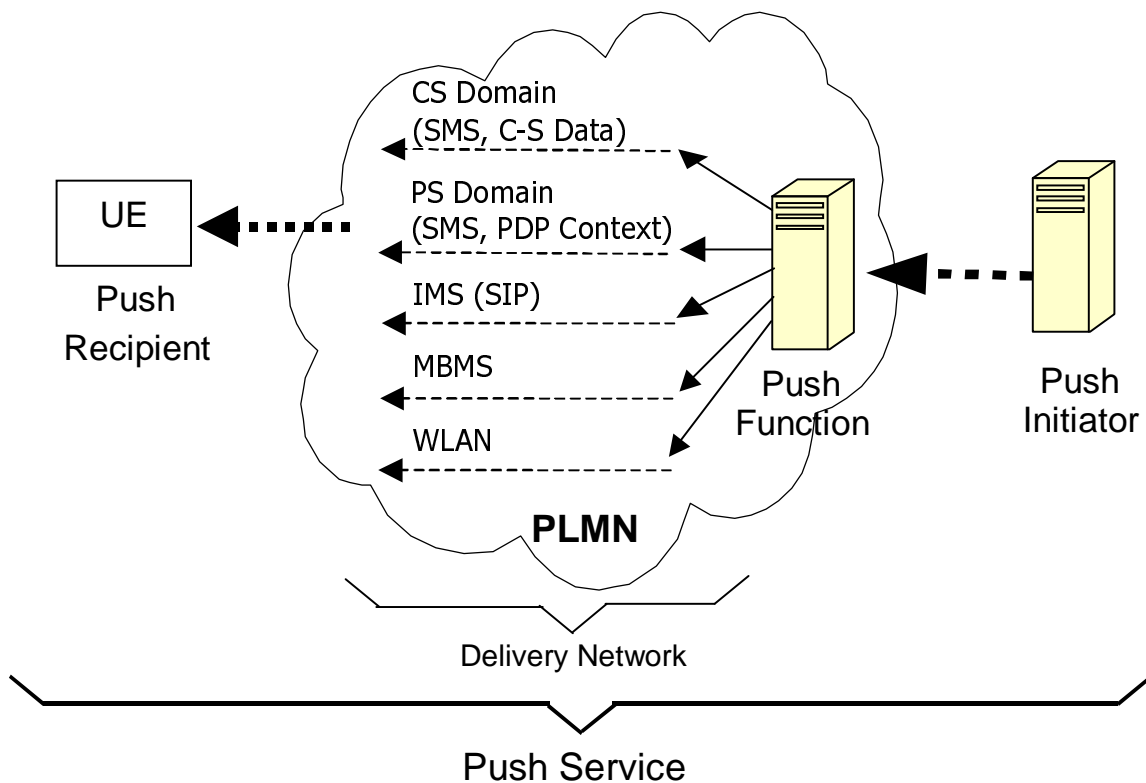 CS Domain
(SMS, C-S Data)
PS Domain
(SMS, PDP Context)
IMS (SIP)
MBMS
WLAN
PLMN
UE
Push
Recipient
Push
Function
Push
Initiator
Delivery Network
Push Service